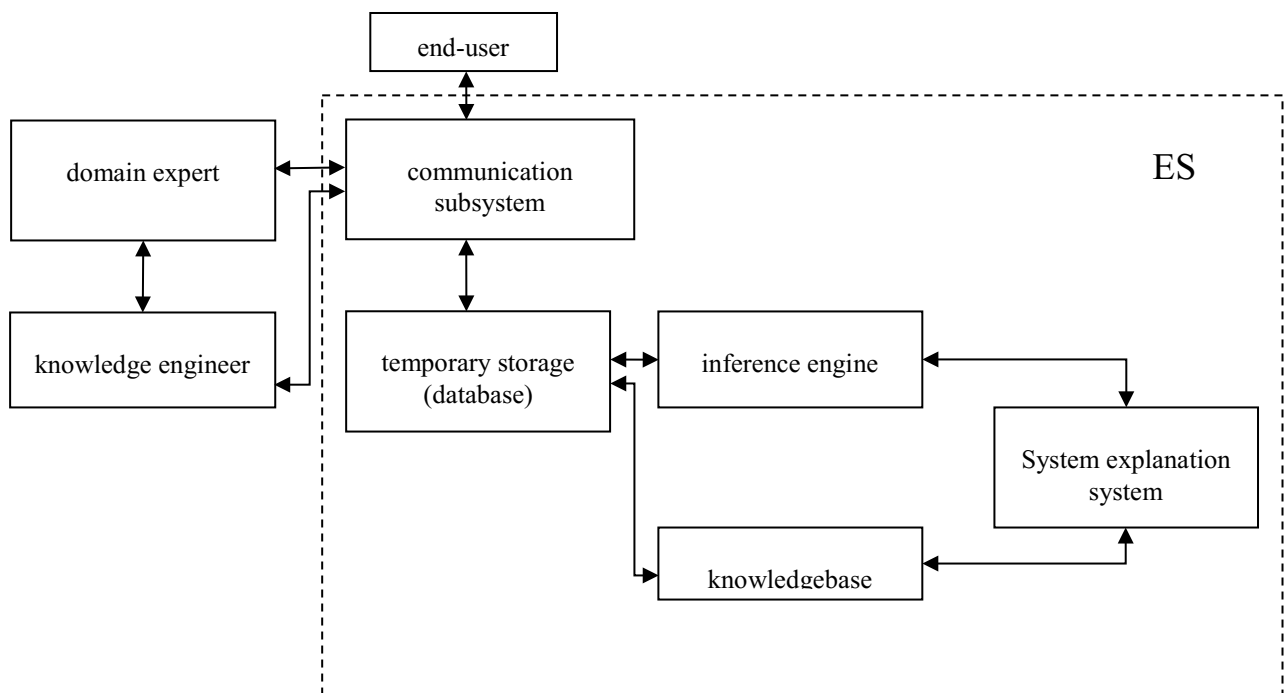 end-user
ES
domain expert
communication
subsystem
knowledge engineer
temporary storage
(database)
inference engine
System explanation
system
knowledgebase